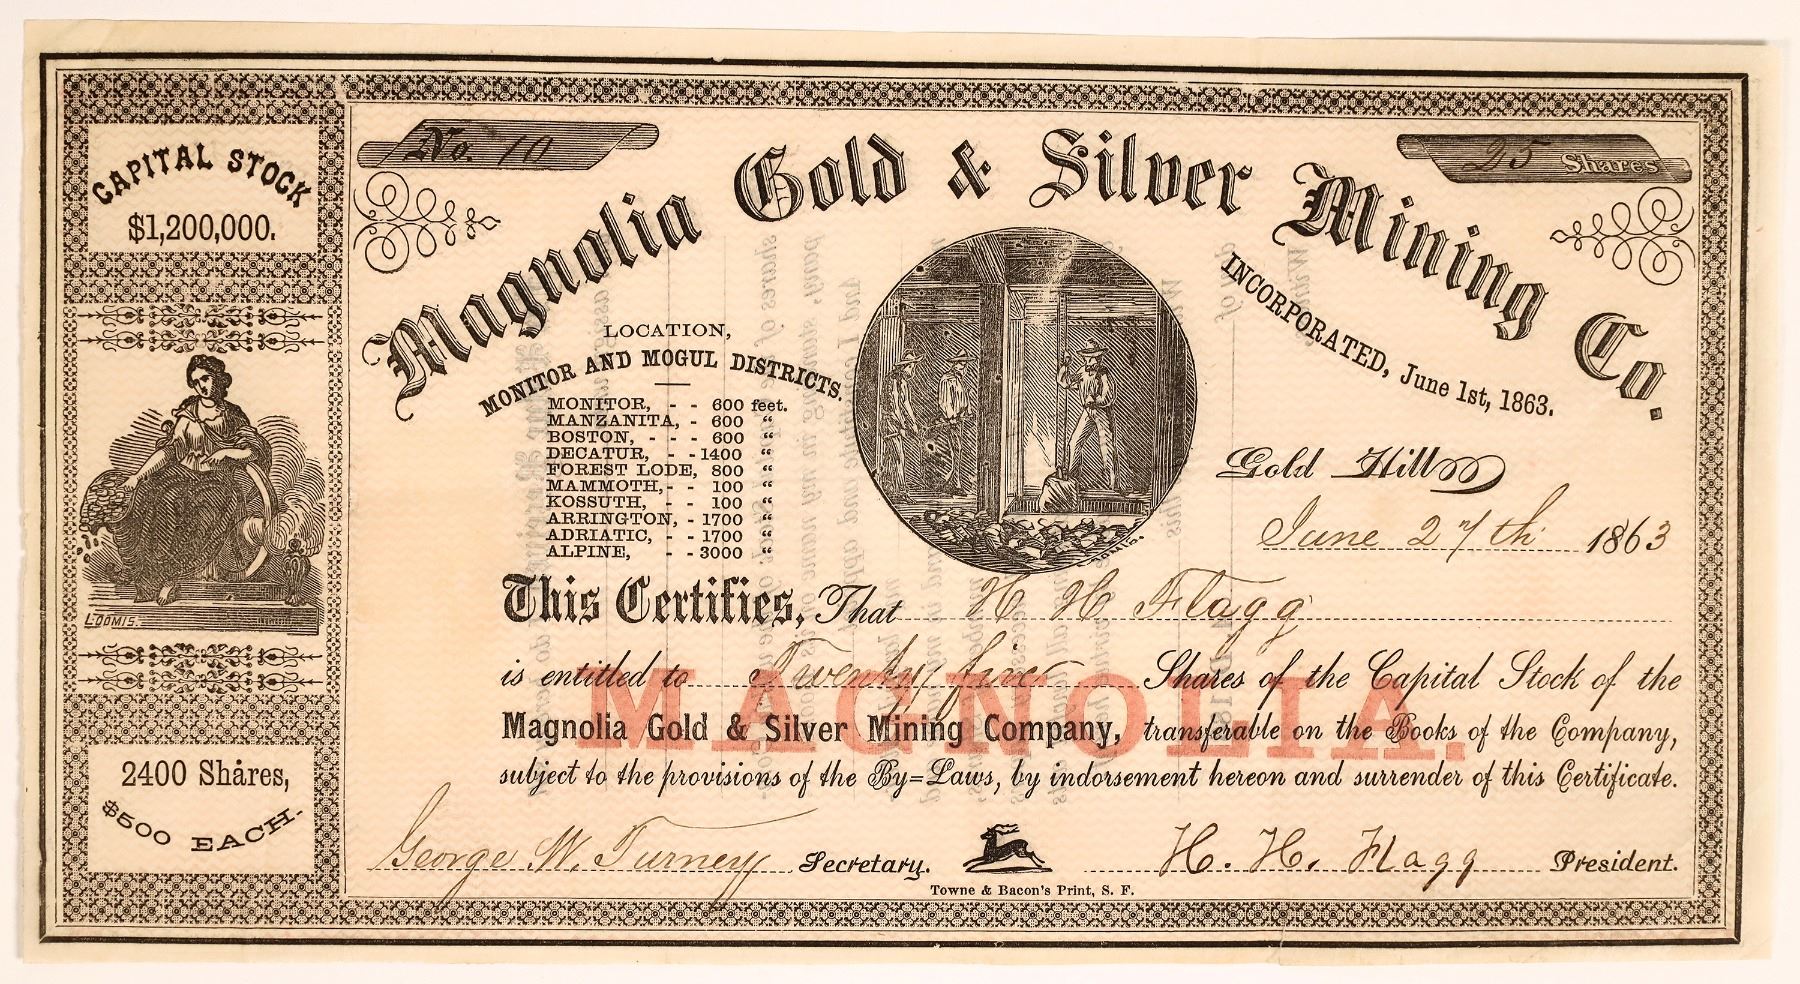 CAPITAL STOCK
$1,200,000.
LOOMIS.
2400 Shares,
$500 EACH.
No. 10
25 Shares
Magnolia Gold & Silver Mining Co.
INCORPORATED, June 1st, 1863.
LOCATION,
MONITOR AND MOGUL DISTRICTS.
MONITOR, - - 600 feet.
MANZANITA, - 600 “
BOSTON, - - - 600 “
DECATUR, - - 1400 “
FOREST LODE, 800 “
MAMMOTH, - - 100 “
KOSSUTH, - - 100 “
ARRINGTON, - 1700 “
ADRIATIC, - - 1700 “
ALPINE, - - 3000 “
LOOMIS.
Gold Hill
June 27th 1863
This Certifies, That H H Flagg
is entitled to Twenty five Shares of the Capital Stock of the
MAGNOLIA.
Magnolia Gold & Silver Mining Company, transferable on the Books of the Company,
subject to the provisions of the By=Laws, by indorsement hereon and surrender of this Certificate.
George W. Turney Secretary. H. H. Flagg President.
Towne & Bacon's Print, S. F.